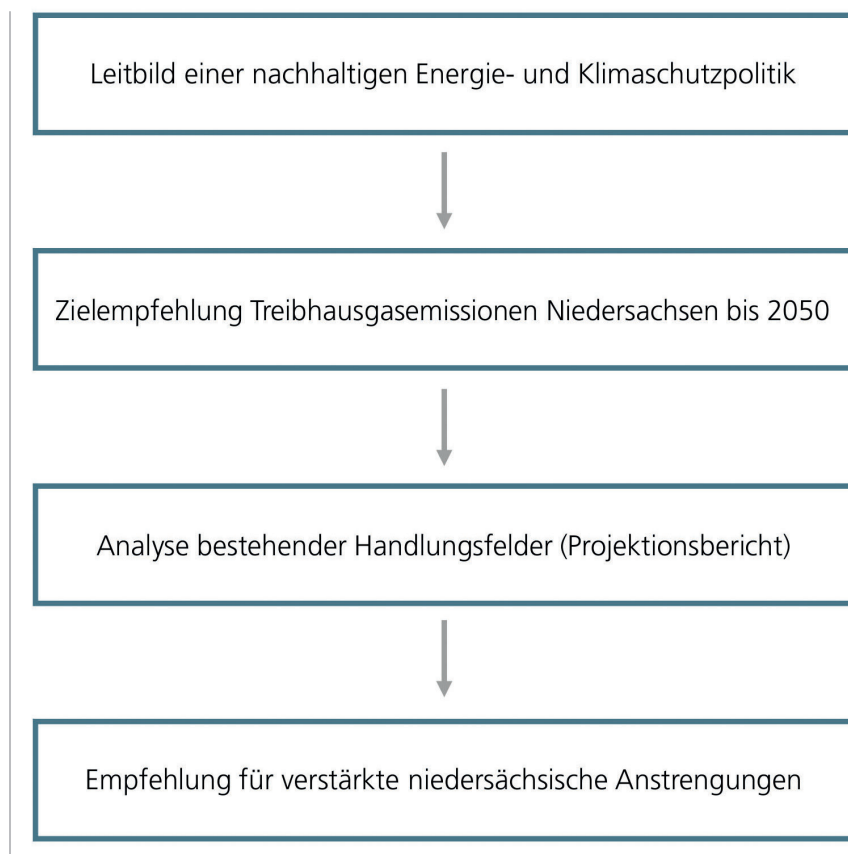 Leitbild einer nachhaltigen Energie- und Klimaschutzpolitik
Zielempfehlung Treibhausgasemissionen Niedersachsen bis 2050
Analyse bestehender Handlungsfelder (Projektionsbericht)
Empfehlung für verstärkte niedersächsische Anstrengungen